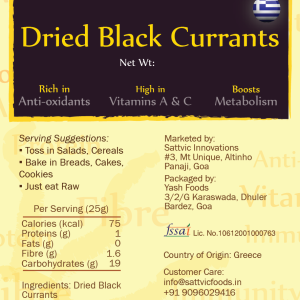 Dried Black Currants
Net Wt:
Rich in
Anti-oxidants
High in
Vitamins A & C
Boosts
Metabolism
Serving Suggestions:
• Toss in Salads, Cereals
• Bake in Breads, Cakes,
Cookies
• Just eat Raw
Per Serving (25g)
Calories (kcal) 75
Proteins (g) 1
Fats (g) 0
Fibre (g) 1.6
Carbohydrates (g) 19
Ingredients: Dried Black
Currants
Marketed by:
Sattvic Innovations
#3, Mt Unique, Altinho
Panaji, Goa
Packaged by:
Yash Foods
3/2/G Karaswada, Dhuler
Bardez, Goa
fssai Lic. No.10612001000763
Country of Origin: Greece
Customer Care:
info@sattvicfoods.in
+91 9096029416
Fibre